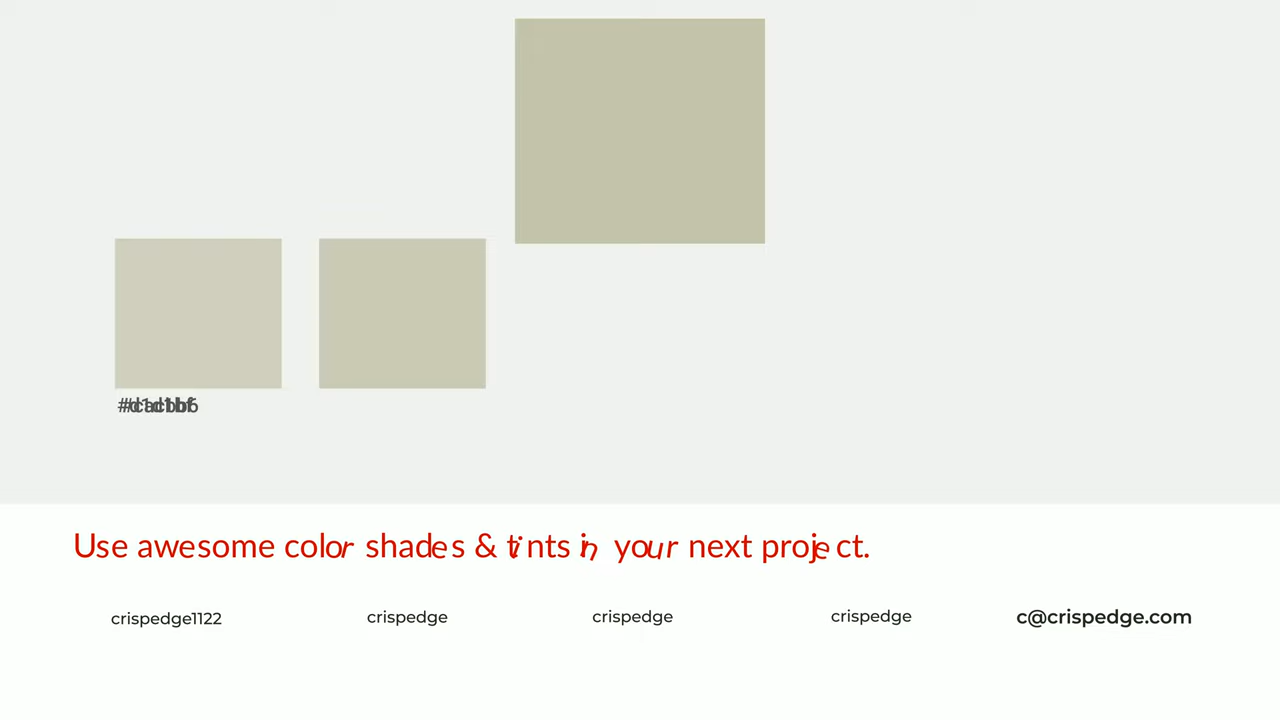 Use awesome color shades & tints in your next project.
crispedge1122 crispedge crispedge crispedge c@crispedge.com